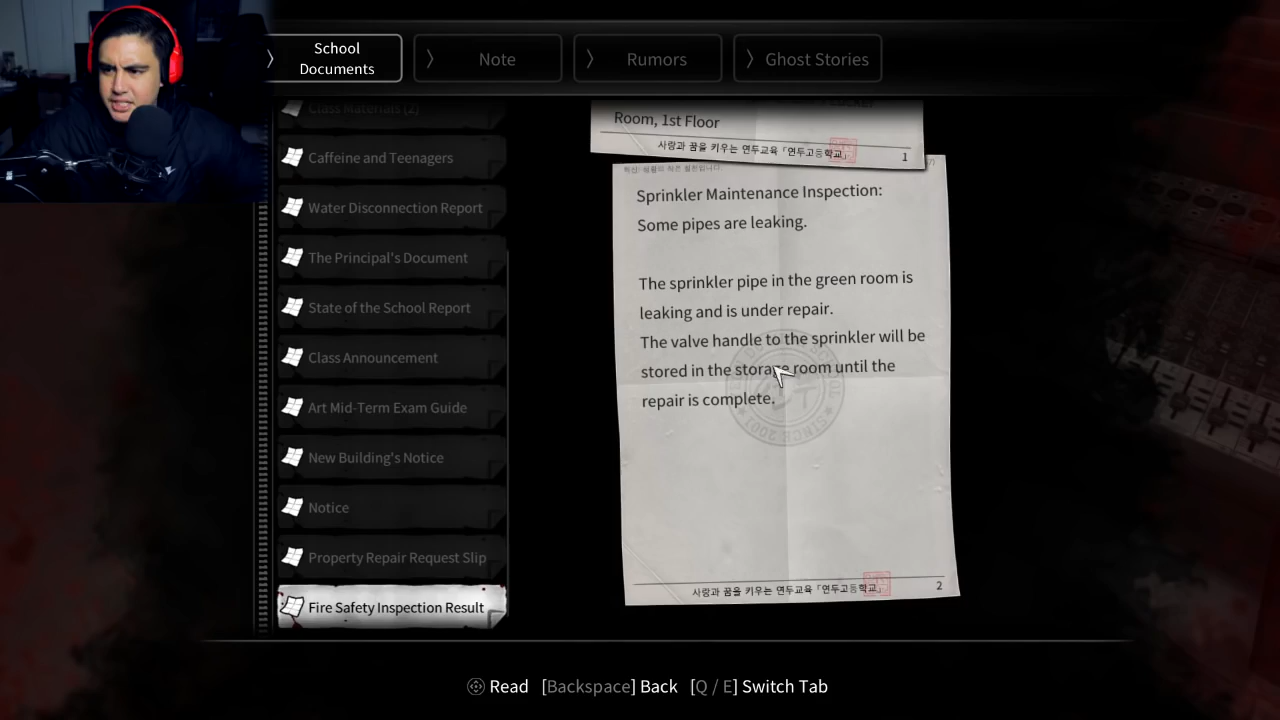 School
Documents
Note
Rumors
Ghost Stories
Class Materials (2)
Caffeine and Teenagers
Water Disconnection Report
The Principal's Document
State of the School Report
Class Announcement
Art Mid-Term Exam Guide
New Building's Notice
Notice
Property Repair Request Slip
Fire Safety Inspection Result
Room, 1st Floor
사랑과 꿈을 키우는 연두교육 「연두고등학교」
1
Sprinkler Maintenance Inspection:
Some pipes are leaking.
The sprinkler pipe in the green room is
leaking and is under repair.
The valve handle to the sprinkler will be
stored in the storage room until the
repair is complete.
SINCE 2001
사랑과 꿈을 키우는 연두교육 「연두고등학교」
2
Read [Backspace] Back [Q / E] Switch Tab